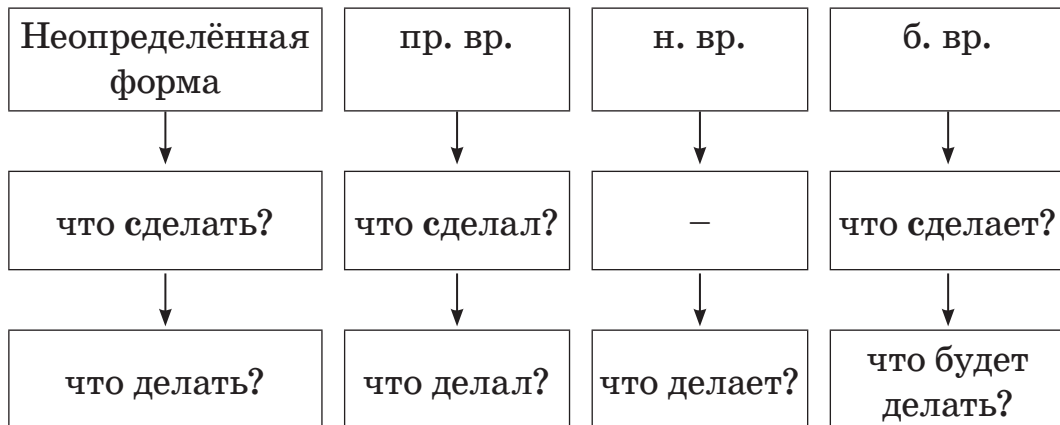 Неопределённая
форма
пр. вр.
н. вр.
б. вр.
что сделать?
что сделал?
–
что сделает?
что делать?
что делал?
что делает?
что будет
делать?